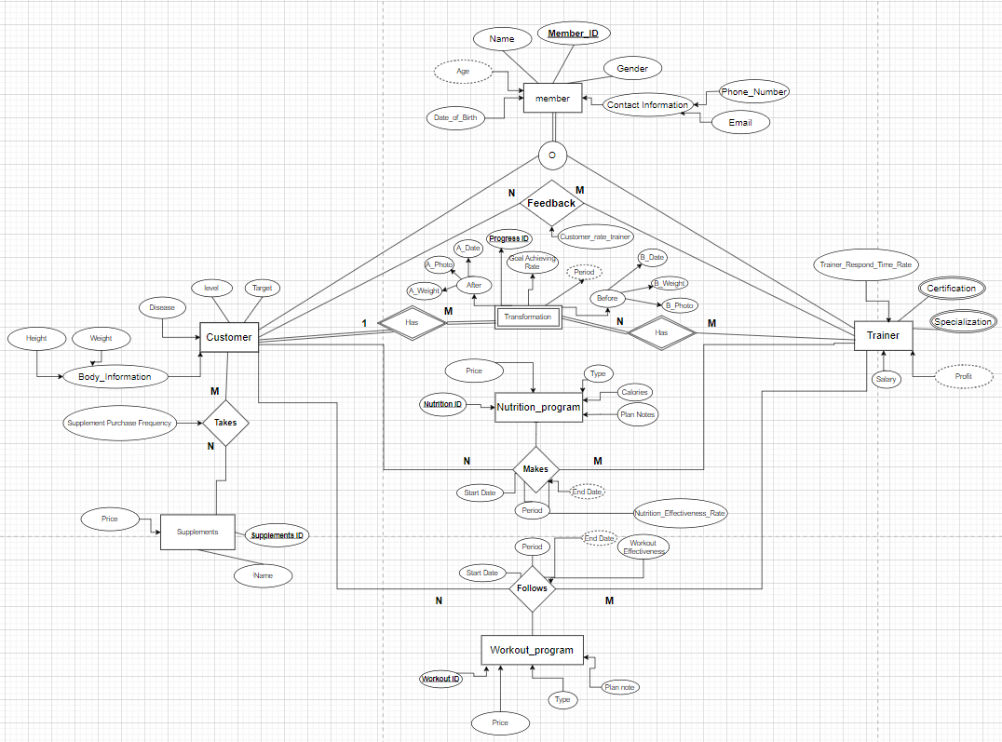 Name
Member_ID
Age
Gender
member
Date_of_Birth
Contact Information
Phone_Number
Email
O
N
M
Feedback
Customer_rate_trainer
Progress ID
A_Date
A_Photo
A_Weight
After
Goal Achieving
Rate
Period
B_Date
B_Weight
B_Photo
Before
Trainer_Respond_Time_Rate
Certification
Specialization
level
Target
Disease
Height
Weight
Body_Information
Customer
1
Has
M
Transformation
N
Has
M
Trainer
Salary
Profit
Price
Type
Nutrition ID
Nutrition_program
Calories
Plan Notes
M
Supplement Purchase Frequency
Takes
N
N
Makes
M
Start Date
End Date
Period
Nutrition_Effectiveness_Rate
Price
Supplements
Supplements ID
Name
Period
End Date
Workout
Effectiveness
Start Date
Follows
N
M
Workout_program
Workout ID
Plan note
Type
Price